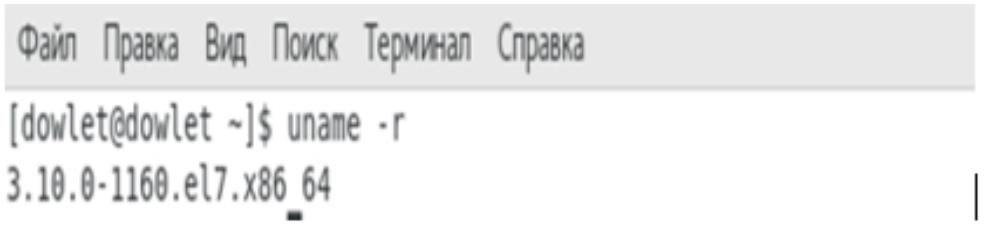 Файл Правка Вид Поиск Терминал Справка
[dowlet@dowlet ~]$ uname -r
3.10.0-1160.el7.x86_64